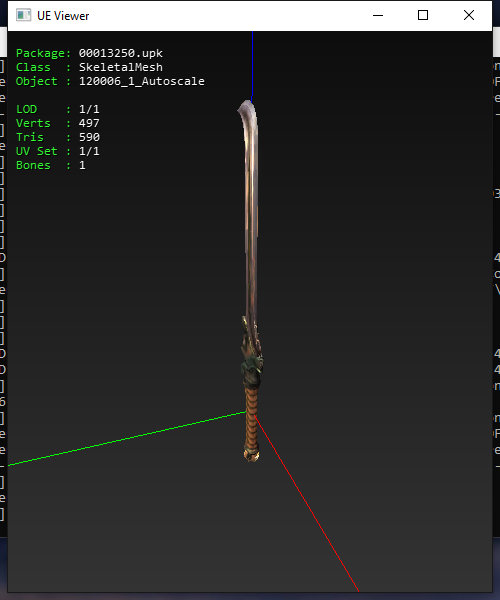 UE Viewer
Package: 00013250.upk
Class : SkeletalMesh
Object : 120006_1_Autoscale
LOD : 1/1
Verts : 497
Tris : 590
UV Set : 1/1
Bones : 1